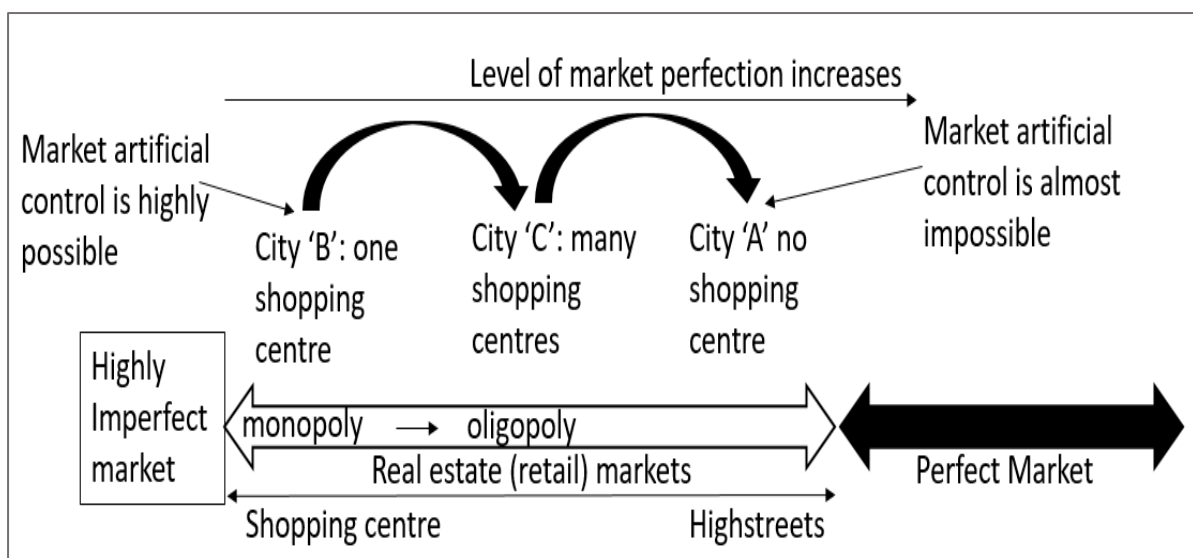 Level of market perfection increases
Market artificial
control is highly
possible
Market artificial
control is almost
impossible
City ‘B’: one
shopping
centre
City ‘C’: many
shopping
centres
City ‘A’ no
shopping
centre
Highly
Imperfect
market
monopoly
oligopoly
Real estate (retail) markets
Perfect Market
Shopping centre
Highstreets